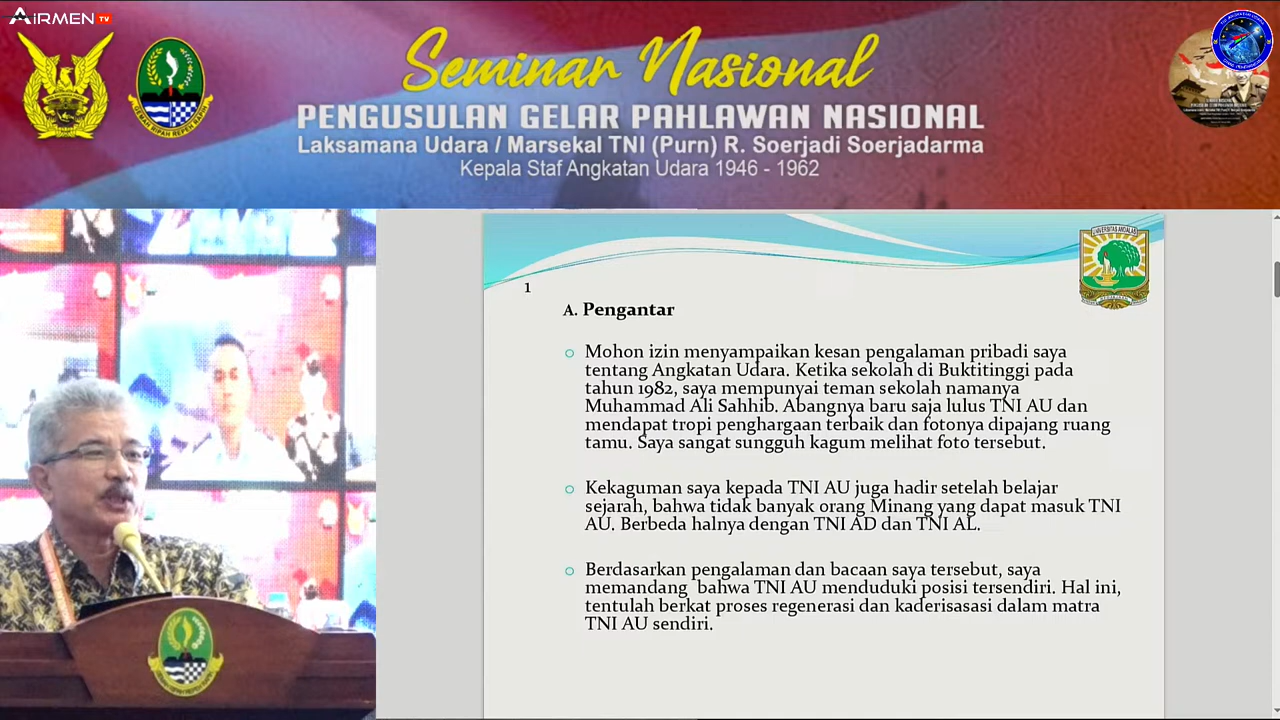 AIRMEN TV
Seminar Nasional
PENGUSULAN GELAR PAHLAWAN NASIONAL
Laksamana Udara / Marsekal TNI (Purn) R. Soerjadi Soerjadarma
Kepala Staf Angkatan Udara 1946 - 1962
UNIVERSITAS ANDALAS
1
A. Pengantar
Mohon izin menyampaikan kesan pengalaman pribadi saya
tentang Angkatan Udara. Ketika sekolah di Buktitinggi pada
tahun 1982, saya mempunyai teman sekolah namanya
Muhammad Ali Sahhib. Abangnya baru saja lulus TNI AU dan
mendapat tropi penghargaan terbaik dan fotonya dipajang ruang
tamu. Saya sangat sungguh kagum melihat foto tersebut.
Kekaguman saya kepada TNI AU juga hadir setelah belajar
sejarah, bahwa tidak banyak orang Minang yang dapat masuk TNI
AU. Berbeda halnya dengan TNI AD dan TNI AL.
Berdasarkan pengalaman dan bacaan saya tersebut, saya
memandang bahwa TNI AU menduduki posisi tersendiri. Hal ini,
tentulah berkat proses regenerasi dan kaderisasasi dalam matra
TNI AU sendiri.